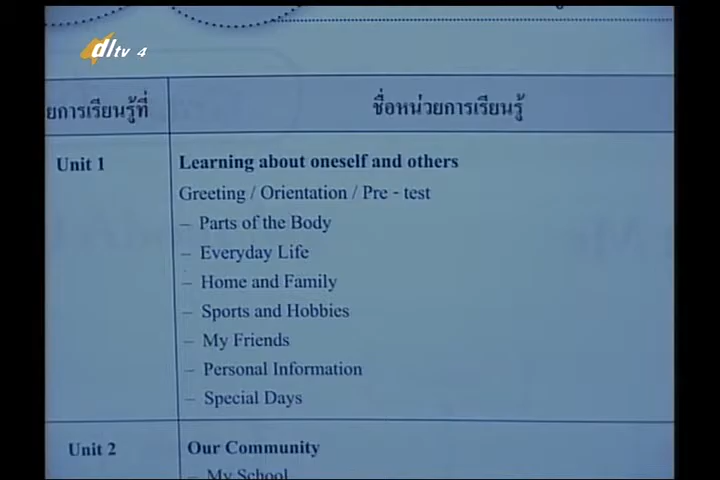 dltv 4
ยการเรียนรู้ที่ ชื่อหน่วยการเรียนรู้
Unit 1 Learning about oneself and others
Greeting / Orientation / Pre - test
– Parts of the Body
– Everyday Life
– Home and Family
– Sports and Hobbies
– My Friends
– Personal Information
– Special Days
Unit 2 Our Community
– My School